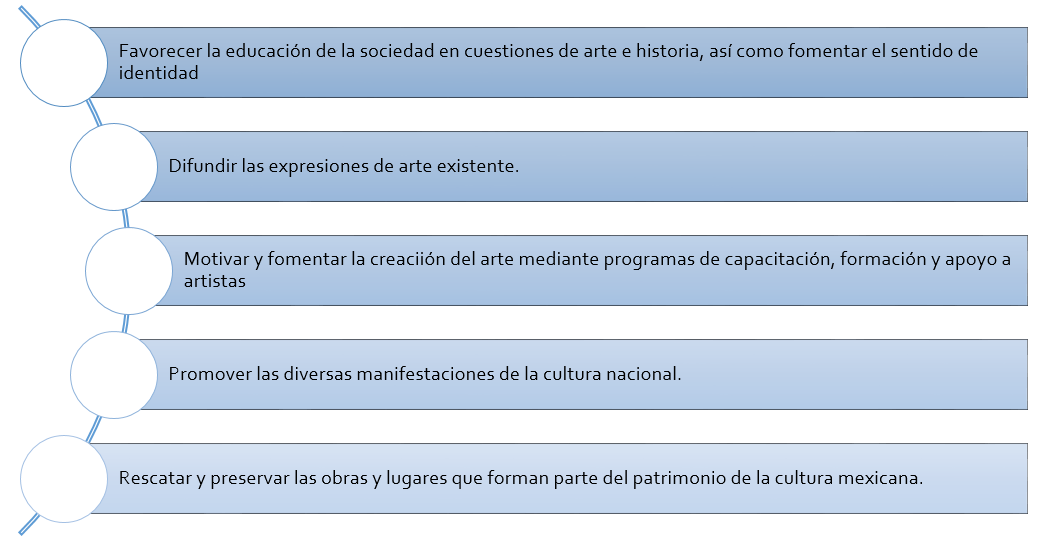 Favorecer la educación de la sociedad en cuestiones de arte e historia, así como fomentar el sentido de
identidad
Difundir las expresiones de arte existente.
Motivar y fomentar la creaciión del arte mediante programas de capacitación, formación y apoyo a
artistas
Promover las diversas manifestaciones de la cultura nacional.
Rescatar y preservar las obras y lugares que forman parte del patrimonio de la cultura mexicana.